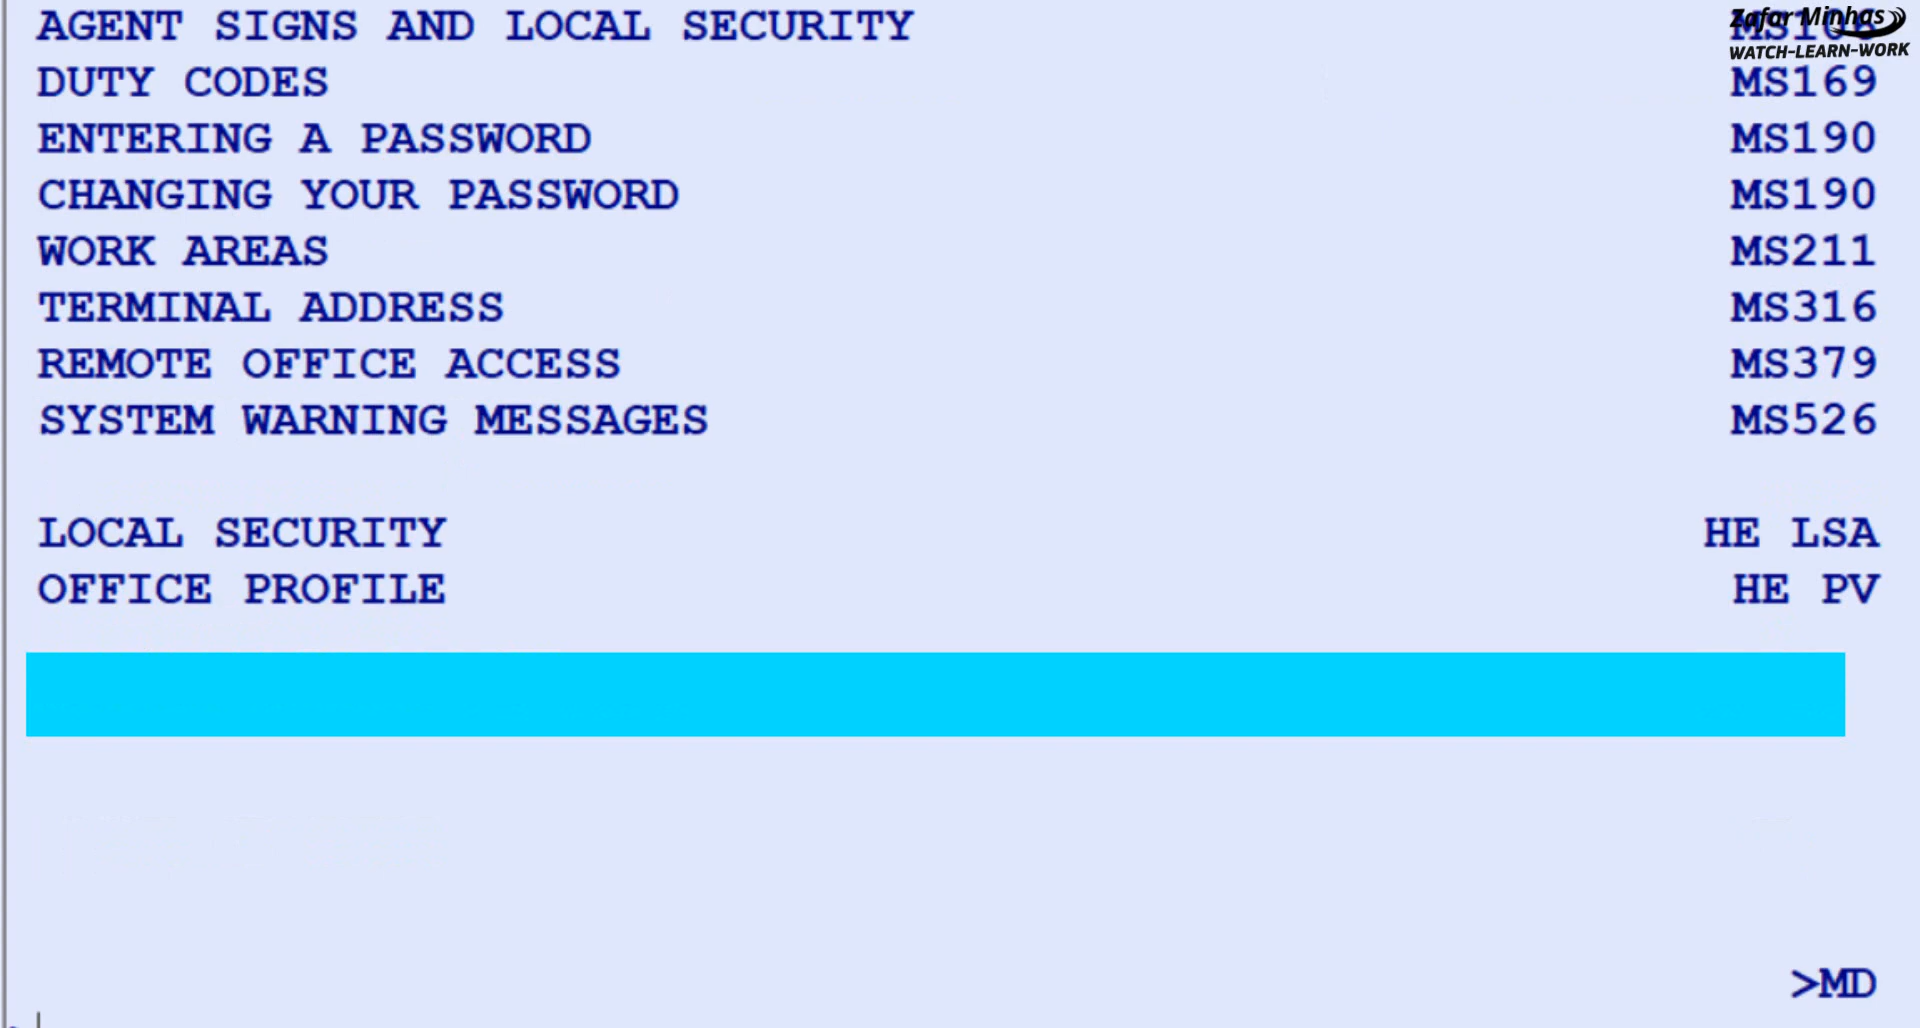 AGENT SIGNS AND LOCAL SECURITY MS106
Zafar Minhas
WATCH-LEARN-WORK
DUTY CODES MS169
ENTERING A PASSWORD MS190
CHANGING YOUR PASSWORD MS190
WORK AREAS MS211
TERMINAL ADDRESS MS316
REMOTE OFFICE ACCESS MS379
SYSTEM WARNING MESSAGES MS526
LOCAL SECURITY HE LSA
OFFICE PROFILE HE PV
>MD